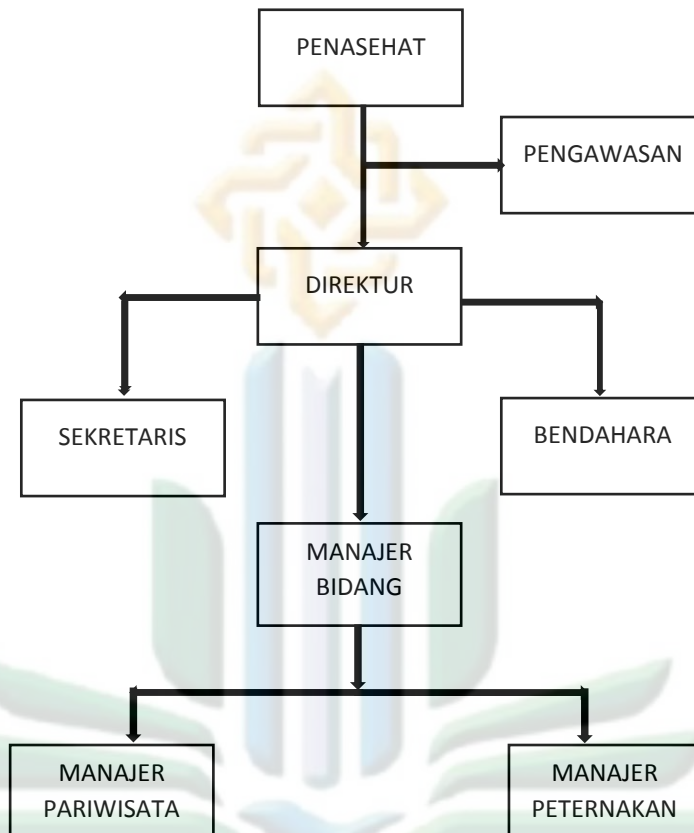 PENASEHAT
PENGAWASAN
DIREKTUR
SEKRETARIS
BENDAHARA
MANAJER
BIDANG
MANAJER
PARIWISATA
MANAJER
PETERNAKAN